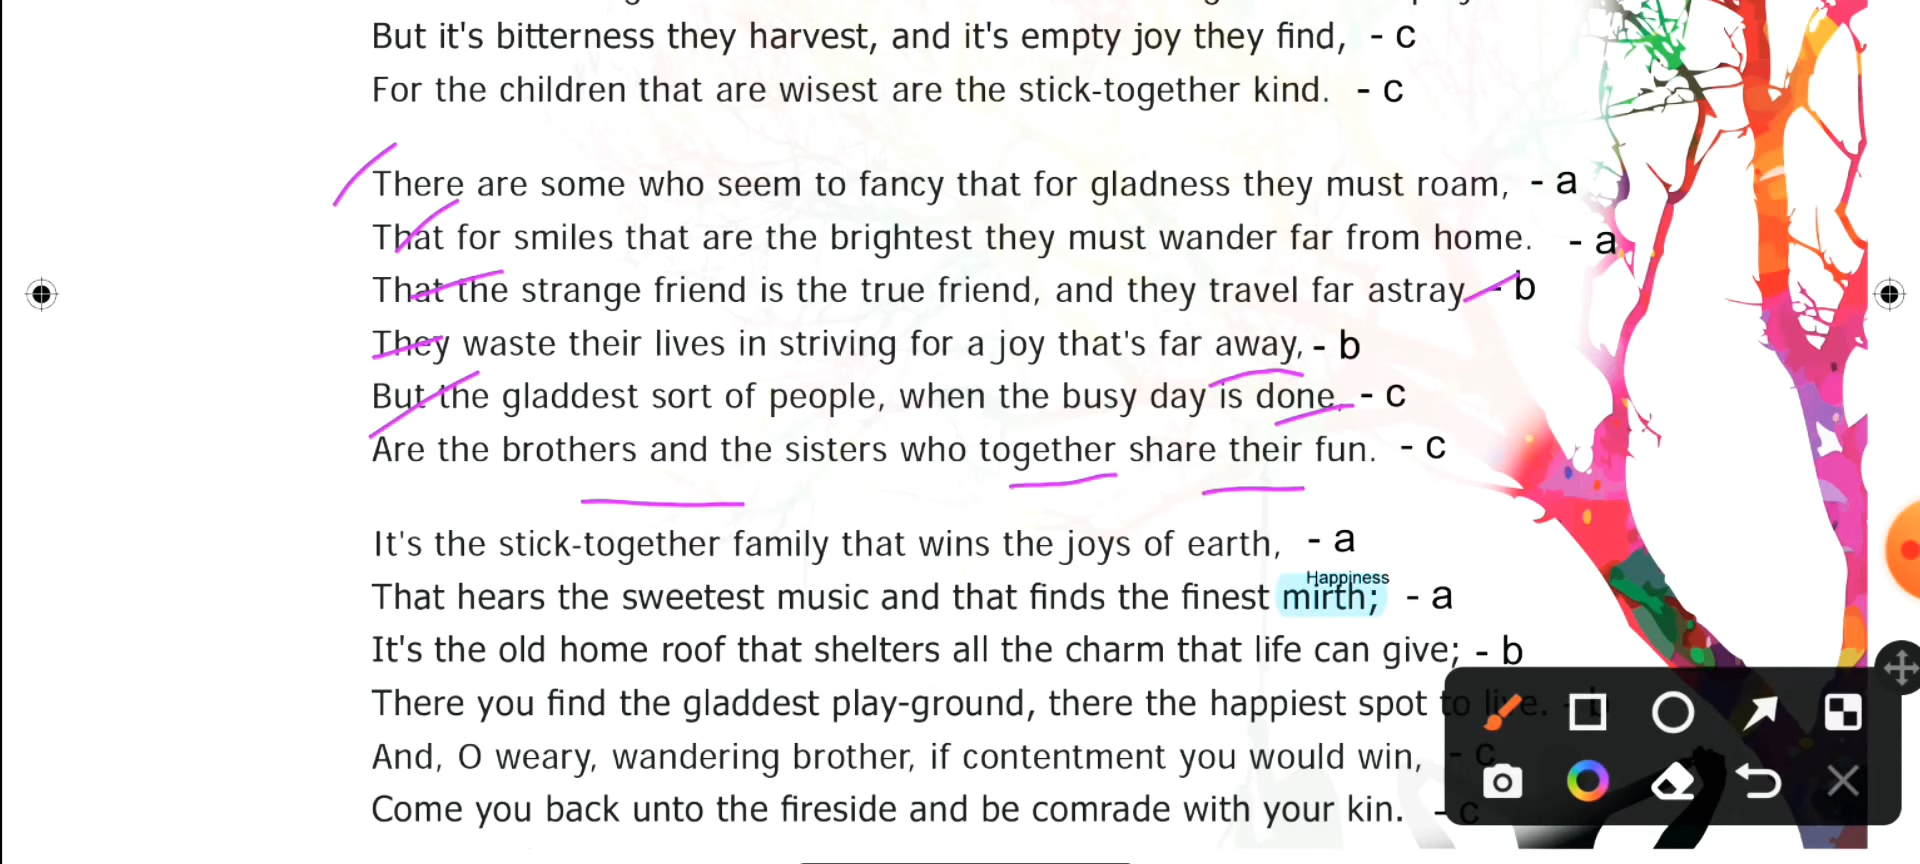 But it's bitterness they harvest, and it's empty joy they find, - c
For the children that are wisest are the stick-together kind. - c
There are some who seem to fancy that for gladness they must roam, - a
That for smiles that are the brightest they must wander far from home. - a
That the strange friend is the true friend, and they travel far astray - b
They waste their lives in striving for a joy that's far away, - b
But the gladdest sort of people, when the busy day is done, - c
Are the brothers and the sisters who together share their fun. - c
It's the stick-together family that wins the joys of earth, - a
Happiness
That hears the sweetest music and that finds the finest mirth; - a
It's the old home roof that shelters all the charm that life can give; - b
There you find the gladdest play-ground, there the happiest spot to live. - b
And, O weary, wandering brother, if contentment you would win, - c
Come you back unto the fireside and be comrade with your kin. - c